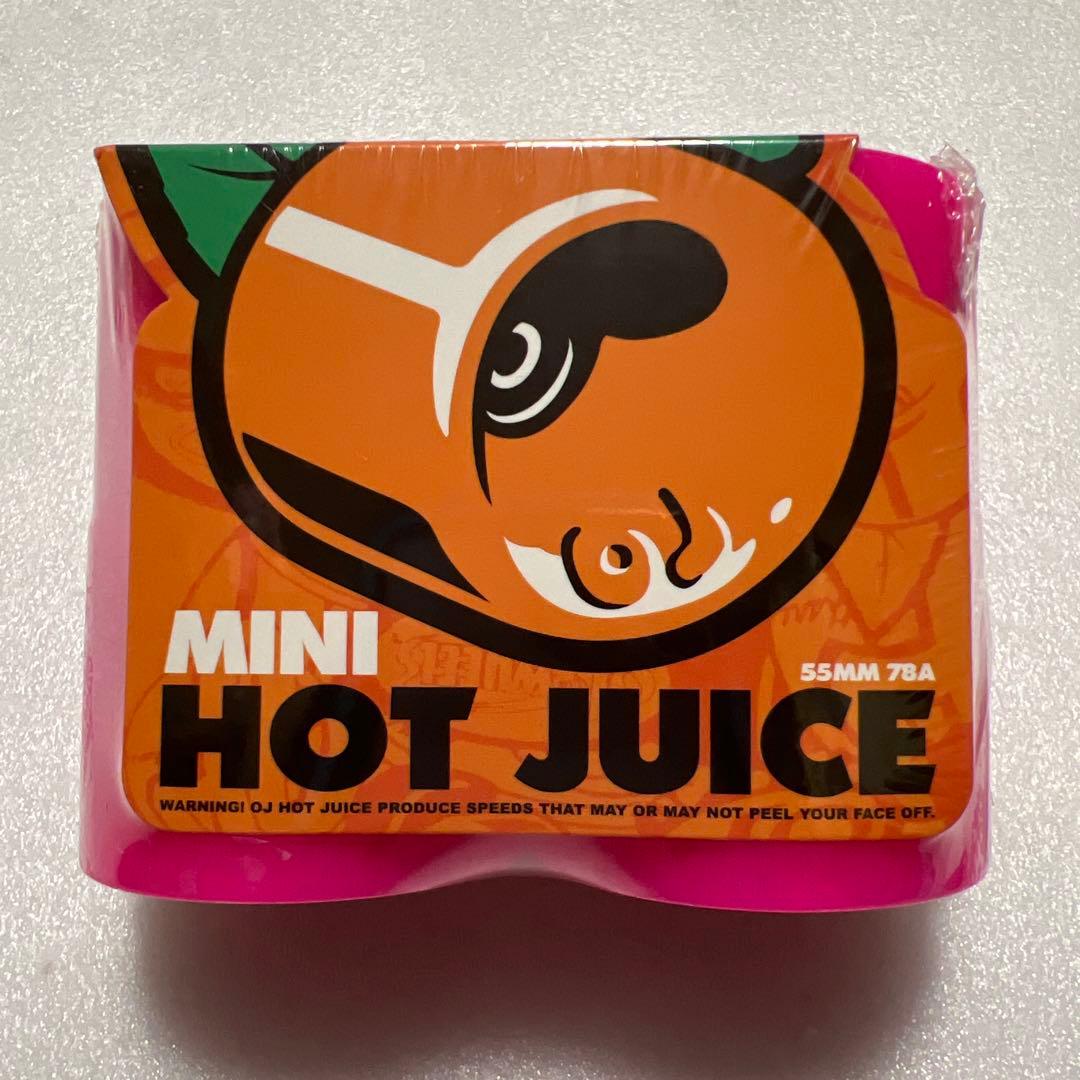 MINI
55MM 78A
HOT JUICE
WARNING! OJ HOT JUICE PRODUCE SPEEDS THAT MAY OR MAY NOT PEEL YOUR FACE OFF.